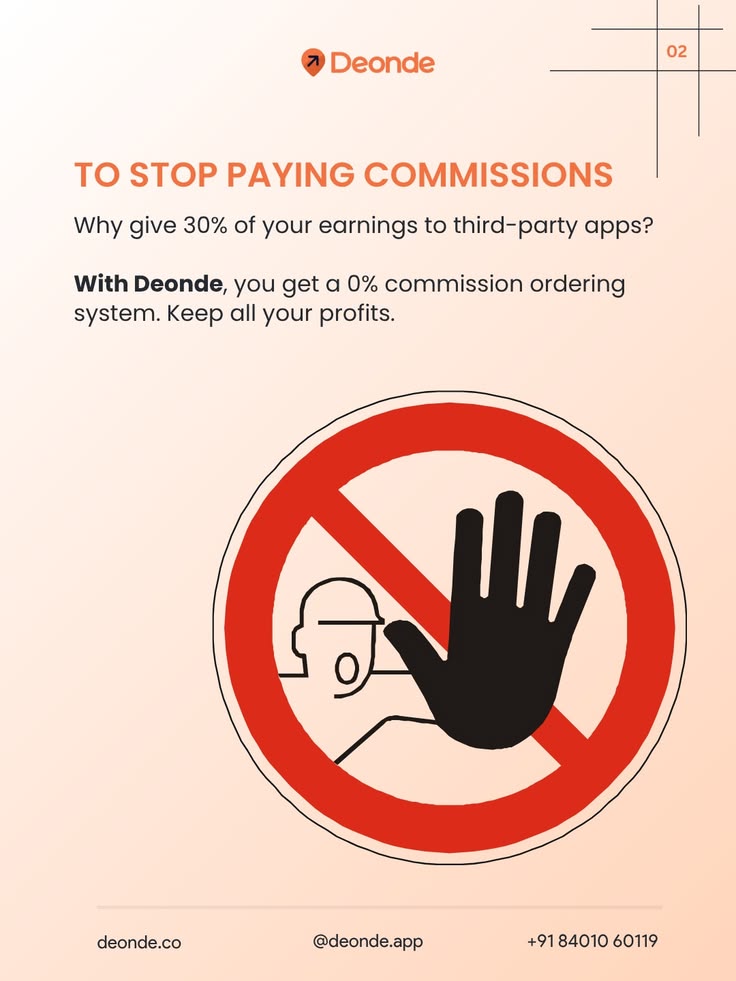 Deonde
02
TO STOP PAYING COMMISSIONS
Why give 30% of your earnings to third-party apps?
With Deonde, you get a 0% commission ordering
system. Keep all your profits.
deonde.co
@deonde.app
+91 84010 60119